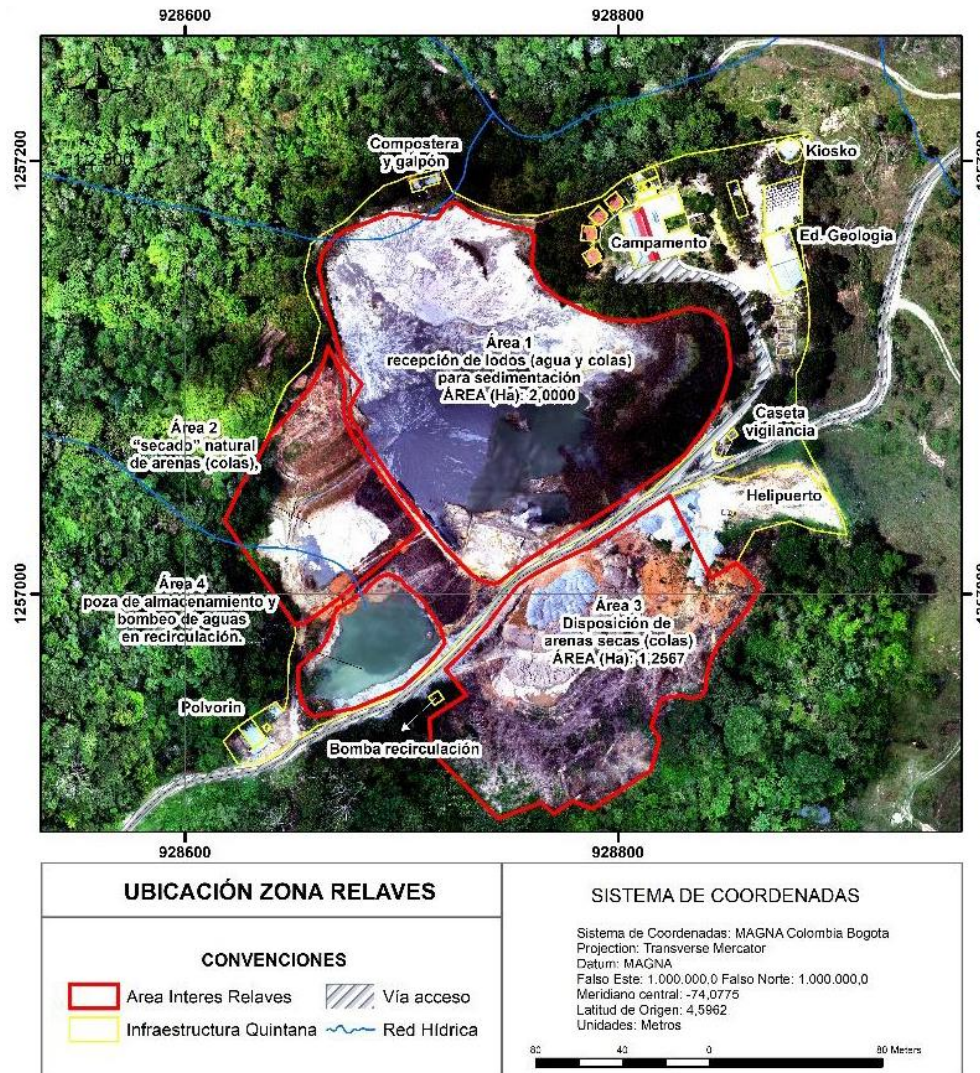 928600
928800
1257200
Compostera
y galpón
Kiosko
Campamento
Ed. Geología
Área 1
recepción de lodos (agua y colas)
para sedimentación
ÁREA (Ha): 2,0000
Área 2
"secado" natural
de arenas (colas),
Caseta
vigilancia
Helipuerto
1257000
Área 4
poza de almacenamiento y
bombeo de aguas
en recirculación.
Área 3
Disposición de
arenas secas (colas)
ÁREA (Ha): 1,2567
Polvorin
Bomba recirculación
928600
928800
UBICACIÓN ZONA RELAVES
CONVENCIONES
Area Interes Relaves
Vía acceso
Infraestructura Quintana
Red Hídrica
SISTEMA DE COORDENADAS
Sistema de Coordenadas: MAGNA Colombia Bogota
Projection: Transverse Mercator
Datum: MAGNA
Falso Este: 1.000.000,0 Falso Norte: 1.000.000,0
Meridiano central: -74,0775
Latitud de Origen: 4,5962
Unidades: Metros
80
40
0
80 Meters